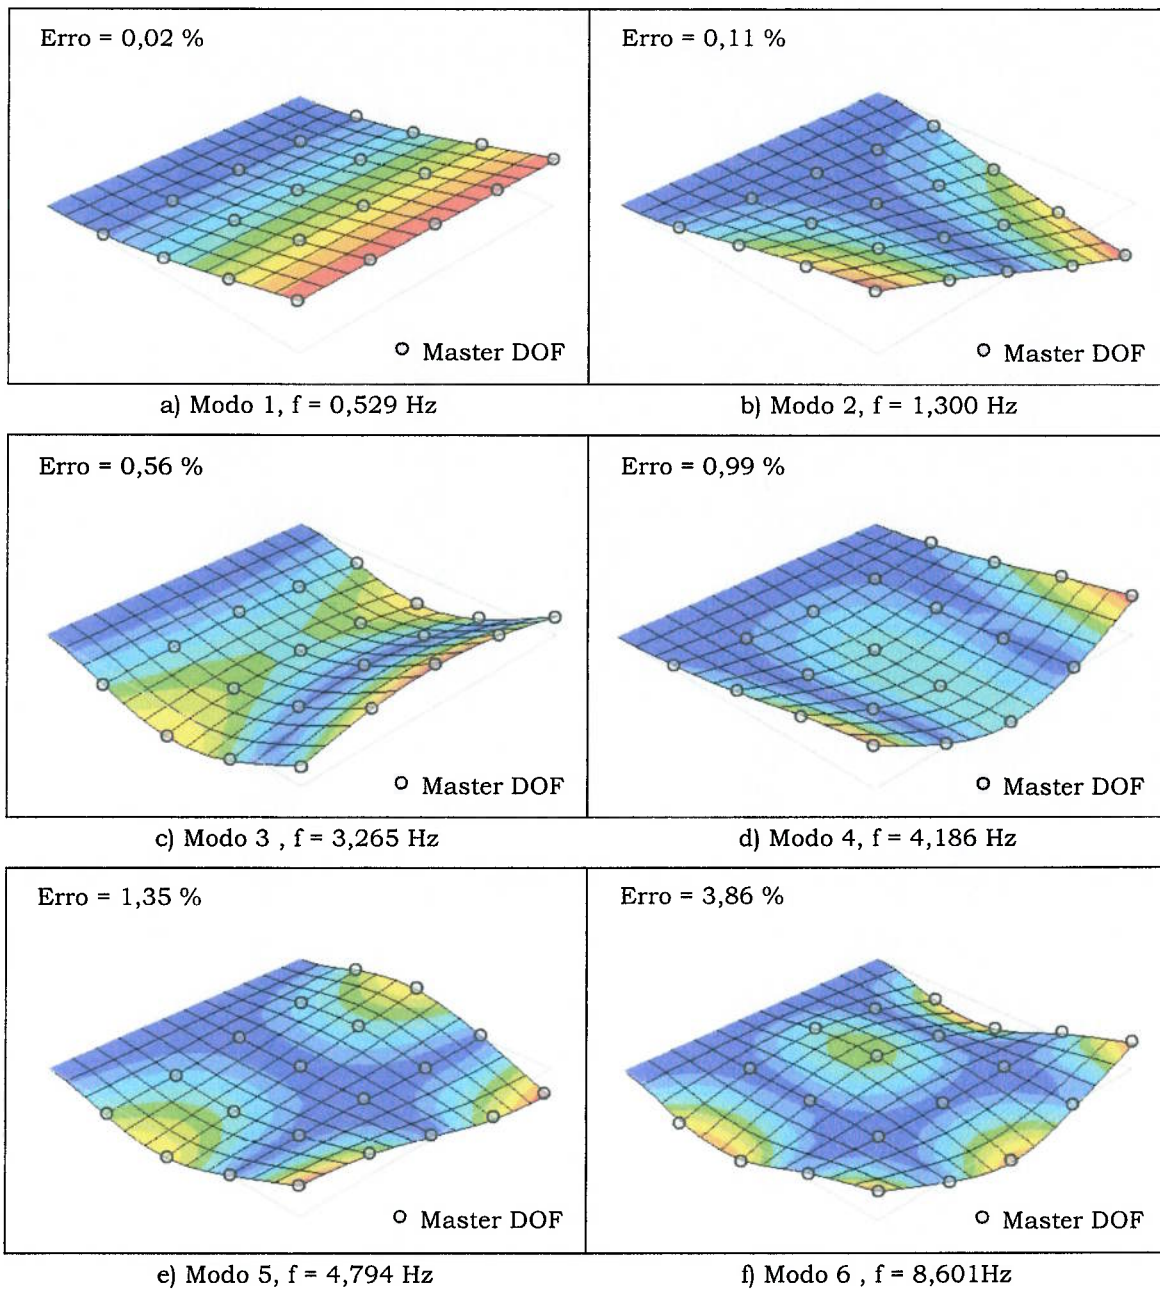 Erro = 0,02 %
Master DOF
a) Modo 1, f = 0,529 Hz
Erro = 0,11 %
Master DOF
b) Modo 2, f = 1,300 Hz
Erro = 0,56 %
Master DOF
c) Modo 3 , f = 3,265 Hz
Erro = 0,99 %
Master DOF
d) Modo 4, f = 4,186 Hz
Erro = 1,35 %
Master DOF
e) Modo 5, f = 4,794 Hz
Erro = 3,86 %
Master DOF
f) Modo 6 , f = 8,601Hz